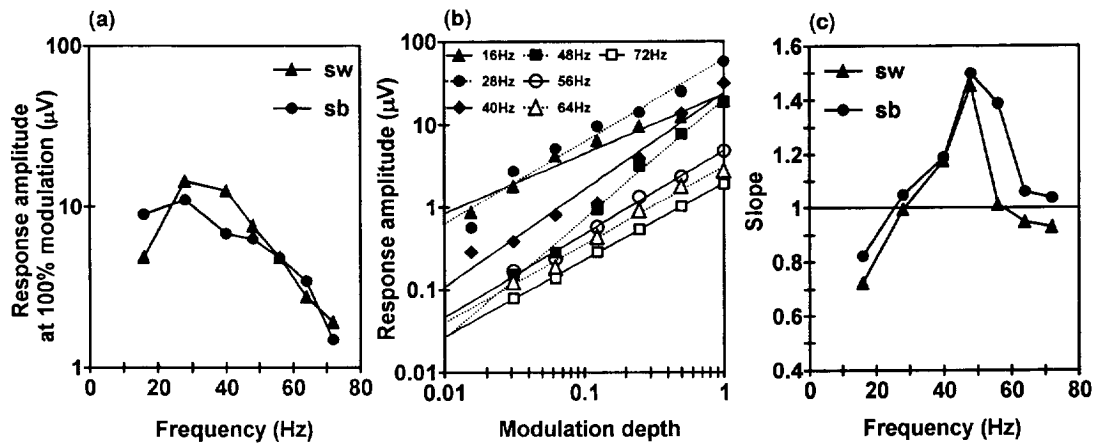 (a)
100
10
1
0 20 40 60 80
Response amplitude
at 100% modulation (μV)
Frequency (Hz)
sw
sb
(b)
100
10
1
0.1
0.01
0.01 0.1 1
Response amplitude (μV)
Modulation depth
16Hz 48Hz 72Hz
28Hz 56Hz
40Hz 64Hz
(c)
1.6
1.4
1.2
1
0.8
0.6
0.4
0 20 40 60 80
Slope
Frequency (Hz)
sw
sb